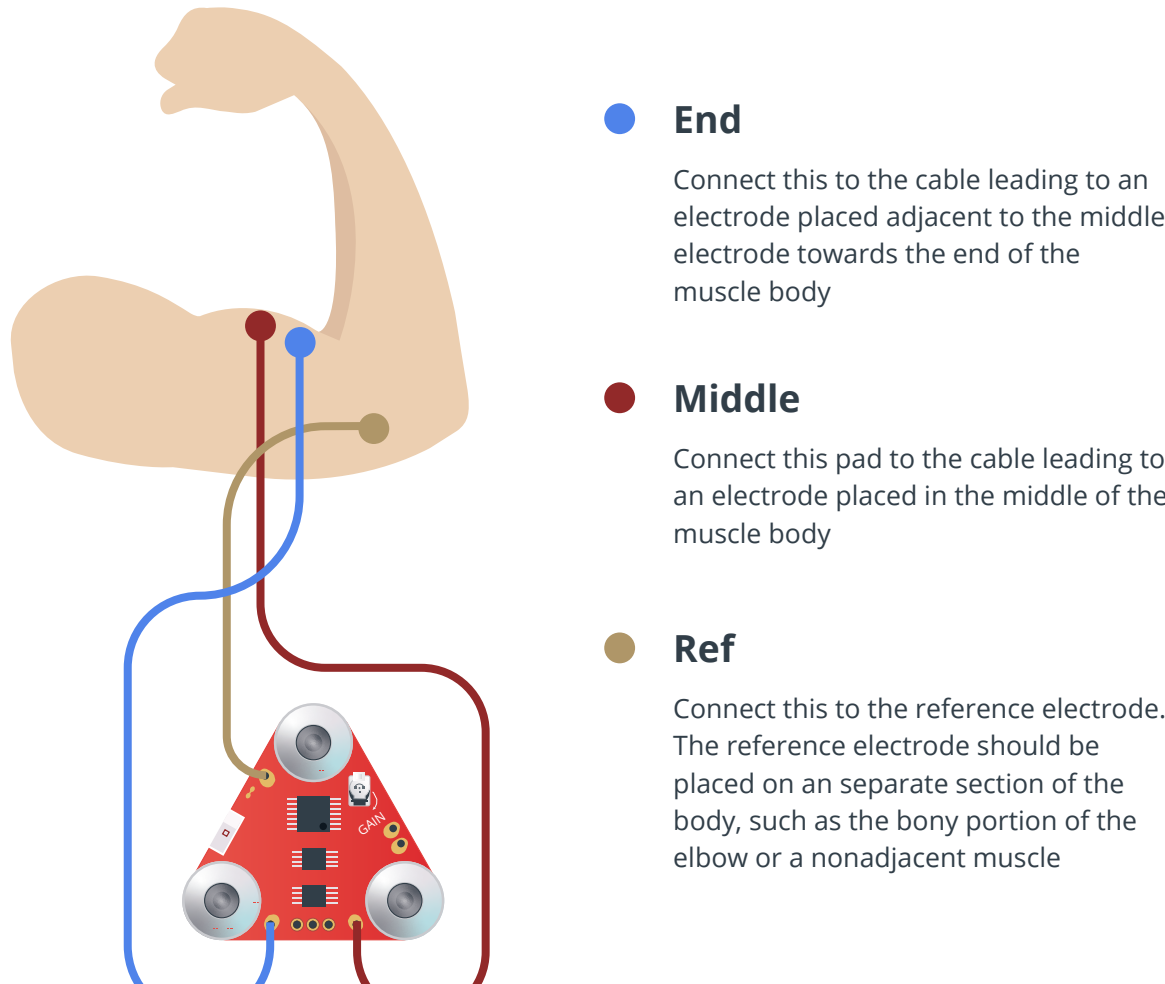 End
Connect this to the cable leading to an
electrode placed adjacent to the middle
electrode towards the end of the
muscle body
Middle
Connect this pad to the cable leading to
an electrode placed in the middle of the
muscle body
Ref
Connect this to the reference electrode.
The reference electrode should be
placed on an separate section of the
body, such as the bony portion of the
elbow or a nonadjacent muscle
GAIN